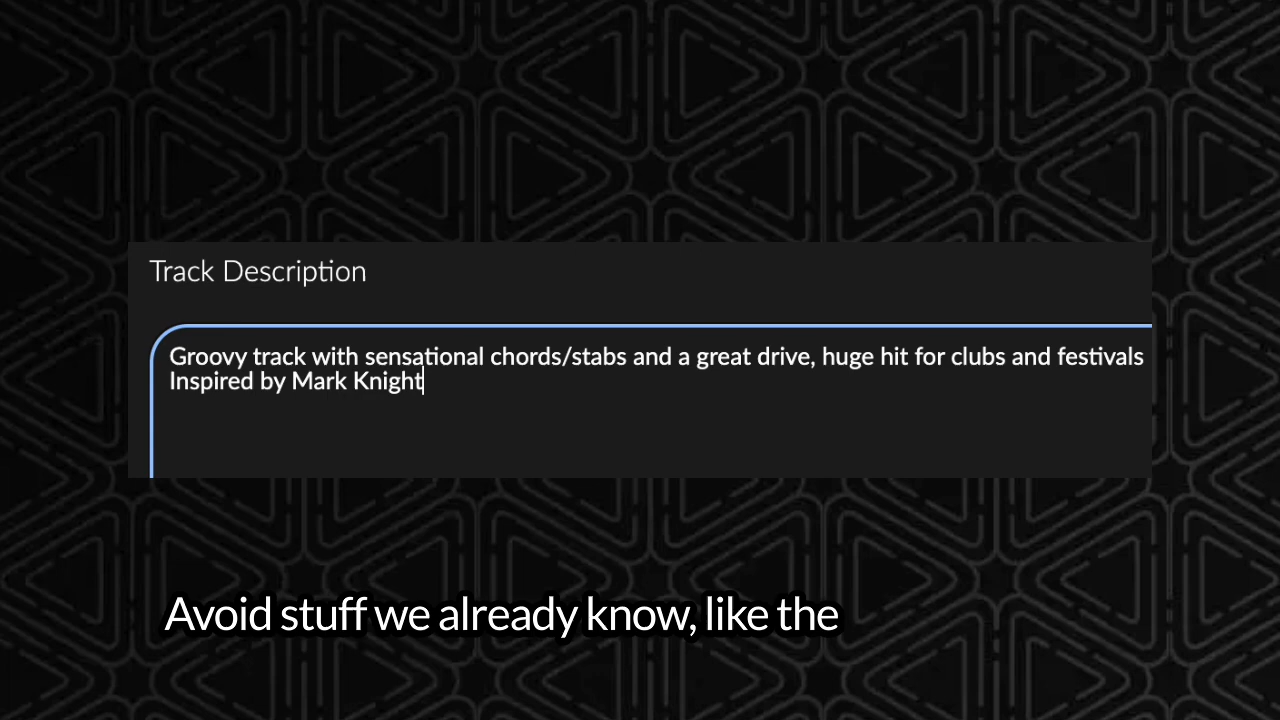 Track Description
Groovy track with sensational chords/stabs and a great drive, huge hit for clubs and festivals
Inspired by Mark Knight
Avoid stuff we already know, like the